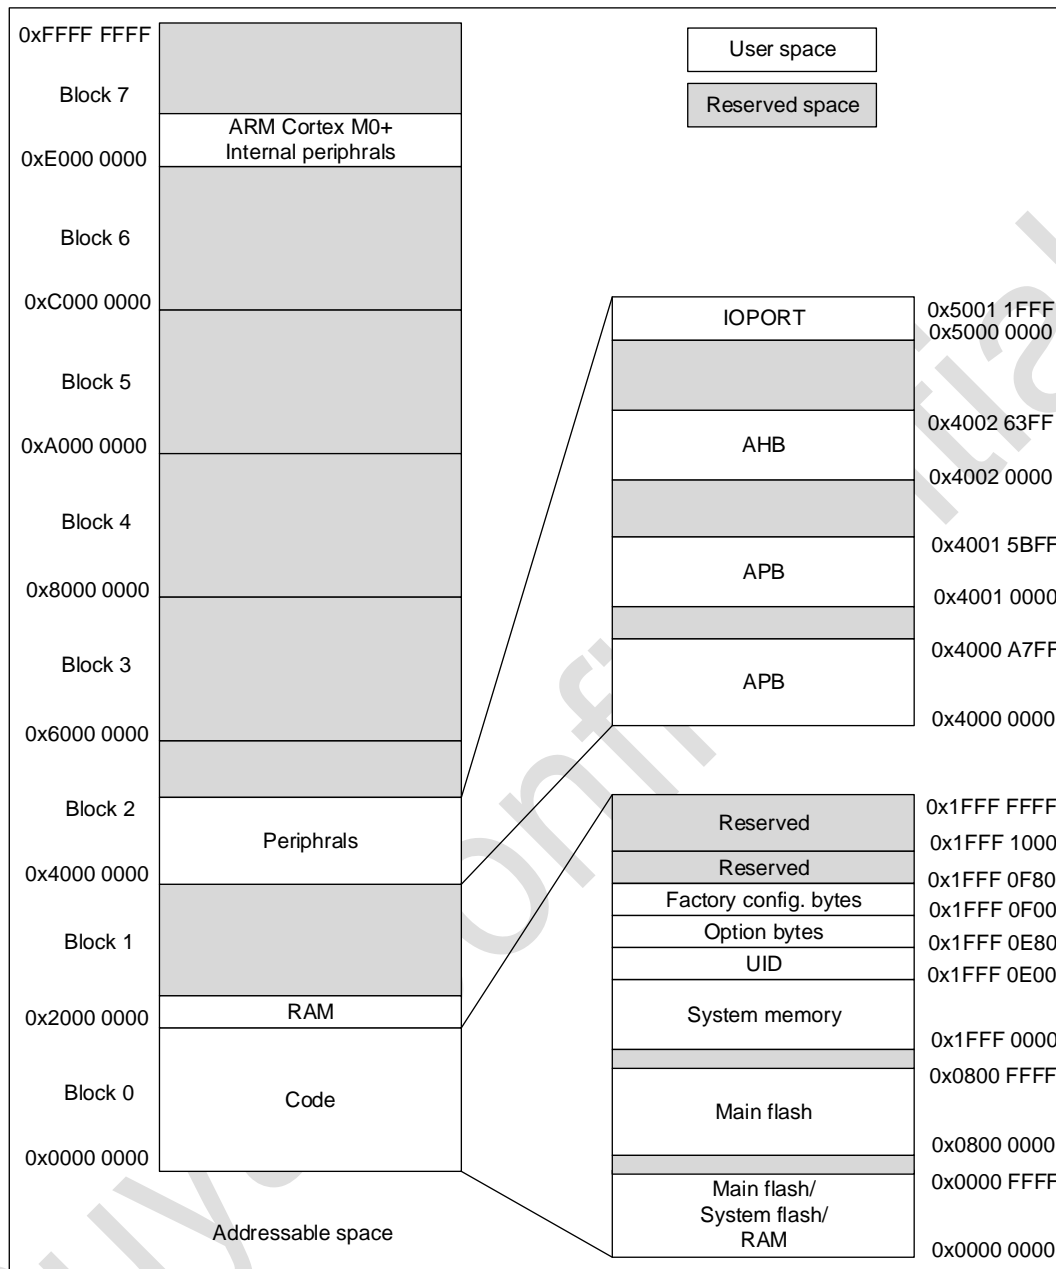 0xFFFF FFFF
Block 7
ARM Cortex M0+
Internal periphrals
0xE000 0000
Block 6
0xC000 0000
Block 5
0xA000 0000
Block 4
0x8000 0000
Block 3
0x6000 0000
Block 2
Periphrals
0x4000 0000
Block 1
RAM
0x2000 0000
Block 0
Code
0x0000 0000
Addressable space
User space
Reserved space
IOPORT
0x5001 1FFF
0x5000 0000
0x4002 63FF
AHB
0x4002 0000
0x4001 5BFF
APB
0x4001 0000
0x4000 A7FF
APB
0x4000 0000
0x1FFF FFFF
Reserved
0x1FFF 1000
Reserved
0x1FFF 0F80
Factory config. bytes
0x1FFF 0F00
Option bytes
0x1FFF 0E80
UID
0x1FFF 0E00
System memory
0x1FFF 0000
0x0800 FFFF
Main flash
0x0800 0000
0x0000 FFFF
Main flash/
System flash/
RAM
0x0000 0000